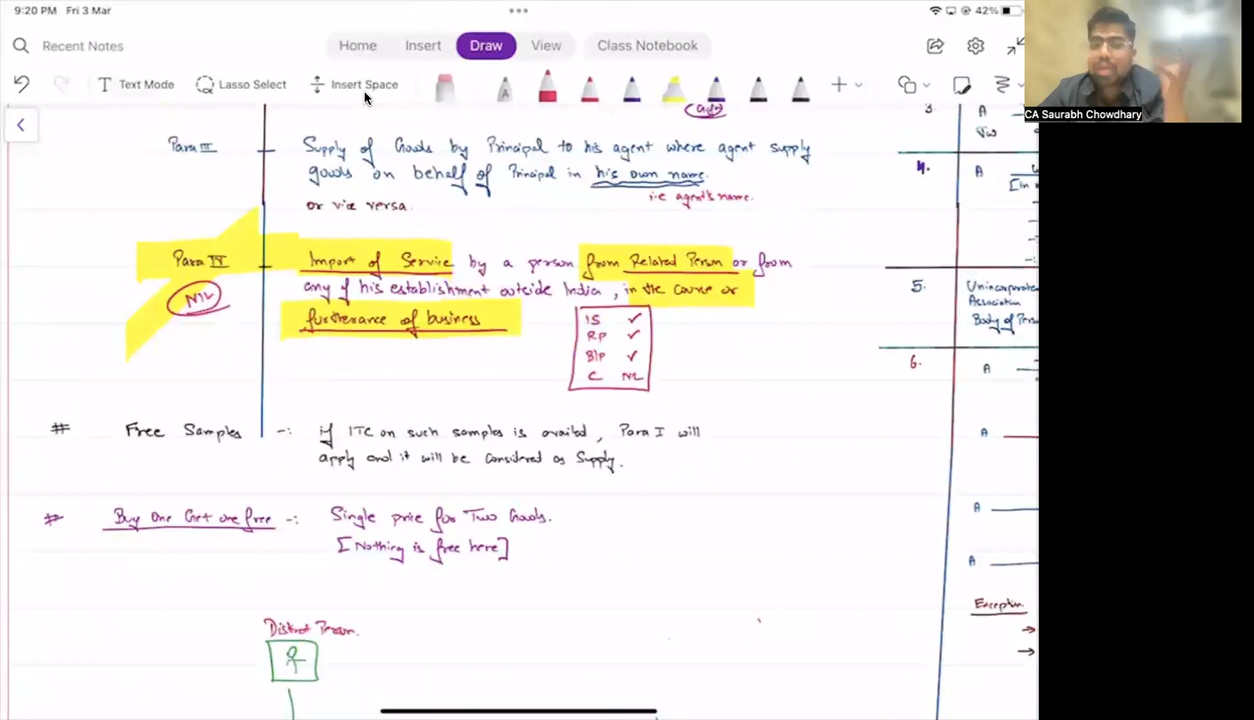 9:20 PM Fri 3 Mar
42%
Recent Notes
Home
Insert
Draw
View
Class Notebook
Text Mode
Lasso Select
Insert Space
CA Saurabh Chowdhary
Para III
Supply of Goods by Principal to his agent where agent supply
goods on behalf of Principal in his own name.
i.e agent's name.
or vice versa.
Para IV
Import of Service by a person from Related Person or from
any of his establishment outside India, in the course or
furtherance of business
NIL
IS ✓
RP ✓
BIP ✓
C NIL
# Free Samples -: if ITC on such samples is availed, Para I will
apply and it will be Considered as Supply.
# Buy One Get one free -: Single price for Two Goods.
[Nothing is free here]
Distinct Person.
3. A
4. A
[in
5. Unincorporate
Association
Body of Perso
6. A
A
A
A
Exception